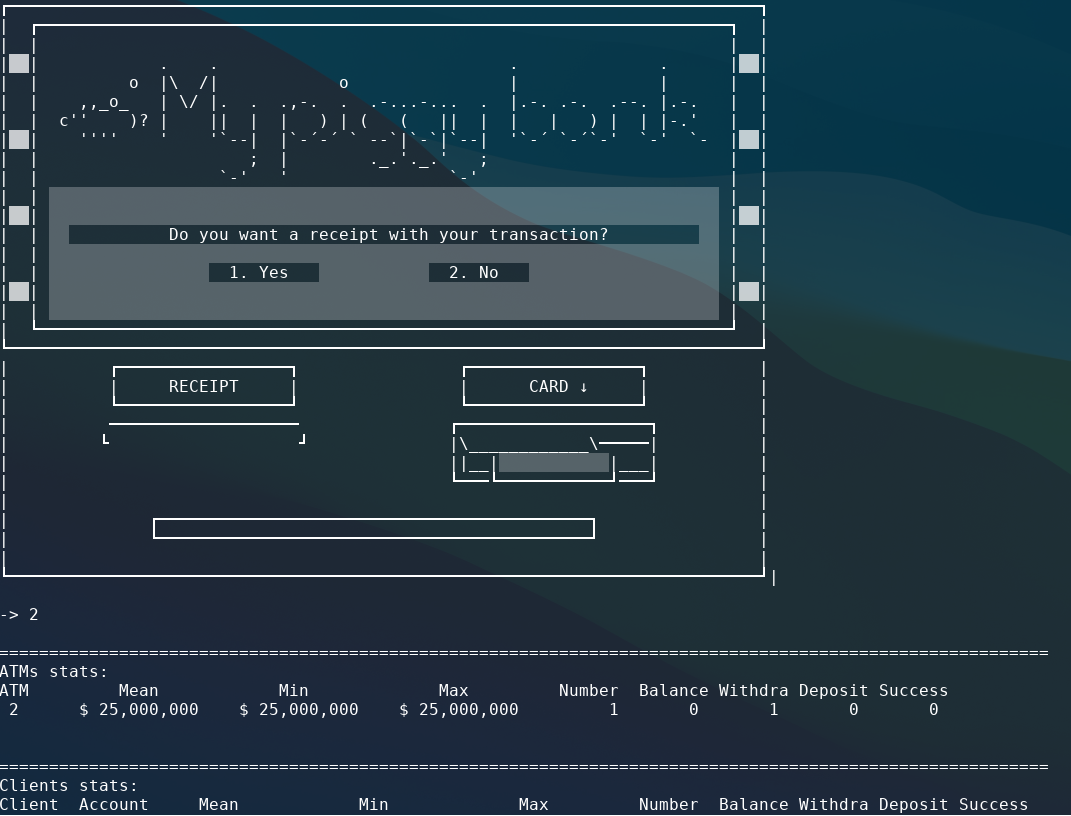 Do you want a receipt with your transaction?
1. Yes 2. No
RECEIPT CARD ↓
-> 2
ATMs stats:
ATM Mean Min Max Number Balance Withdra Deposit Success
2 $ 25,000,000 $ 25,000,000 $ 25,000,000 1 0 1 0 0
Clients stats:
Client Account Mean Min Max Number Balance Withdra Deposit Success